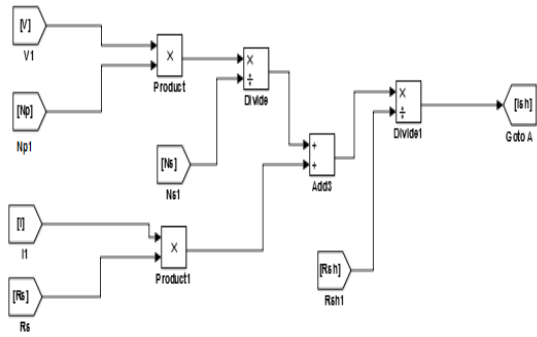 [V]
V1
×
Product
[Np]
Np1
×
÷
Divide
[Ns]
Ns1
+
+
Add3
×
÷
Divide1
[Ish]
Goto A
[I]
I1
×
Product1
[Rs]
Rs
[Rsh]
Rsh1